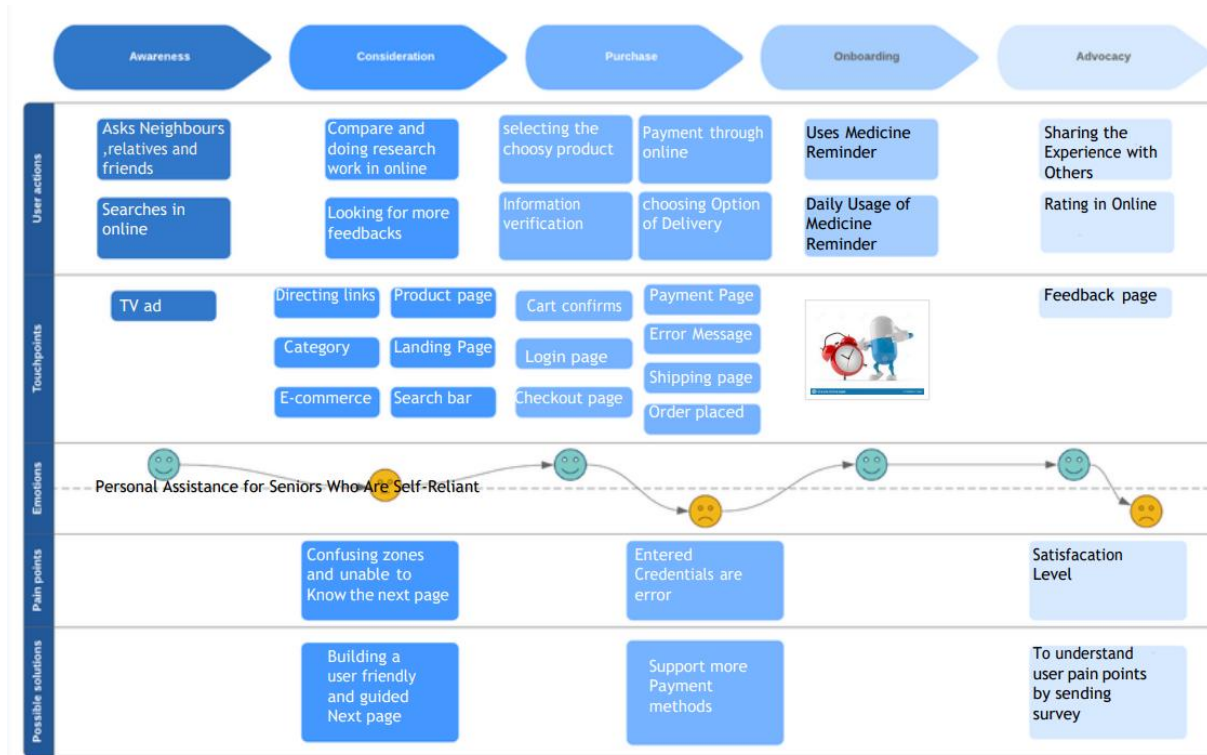 Awareness
Consideration
Purchase
Onboarding
Advocacy
User actions
Asks Neighbours
,relatives and
friends
Searches in
online
Compare and
doing research
work in online
Looking for more
feedbacks
selecting the
choosy product
Information
verification
Payment through
online
choosing Option
of Delivery
Uses Medicine
Reminder
Daily Usage of
Medicine
Reminder
Sharing the
Experience with
Others
Rating in Online
Touchpoints
TV ad
Directing links
Product page
Category
Landing Page
E-commerce
Search bar
Cart confirms
Login page
Checkout page
Payment Page
Error Message
Shipping page
Order placed
Feedback page
Emotions
Personal Assistance for Seniors Who Are Self-Reliant
Pain points
Confusing zones
and unable to
Know the next page
Entered
Credentials are
error
Satisfacation
Level
Possible solutions
Building a
user friendly
and guided
Next page
Support more
Payment
methods
To understand
user pain points
by sending
survey